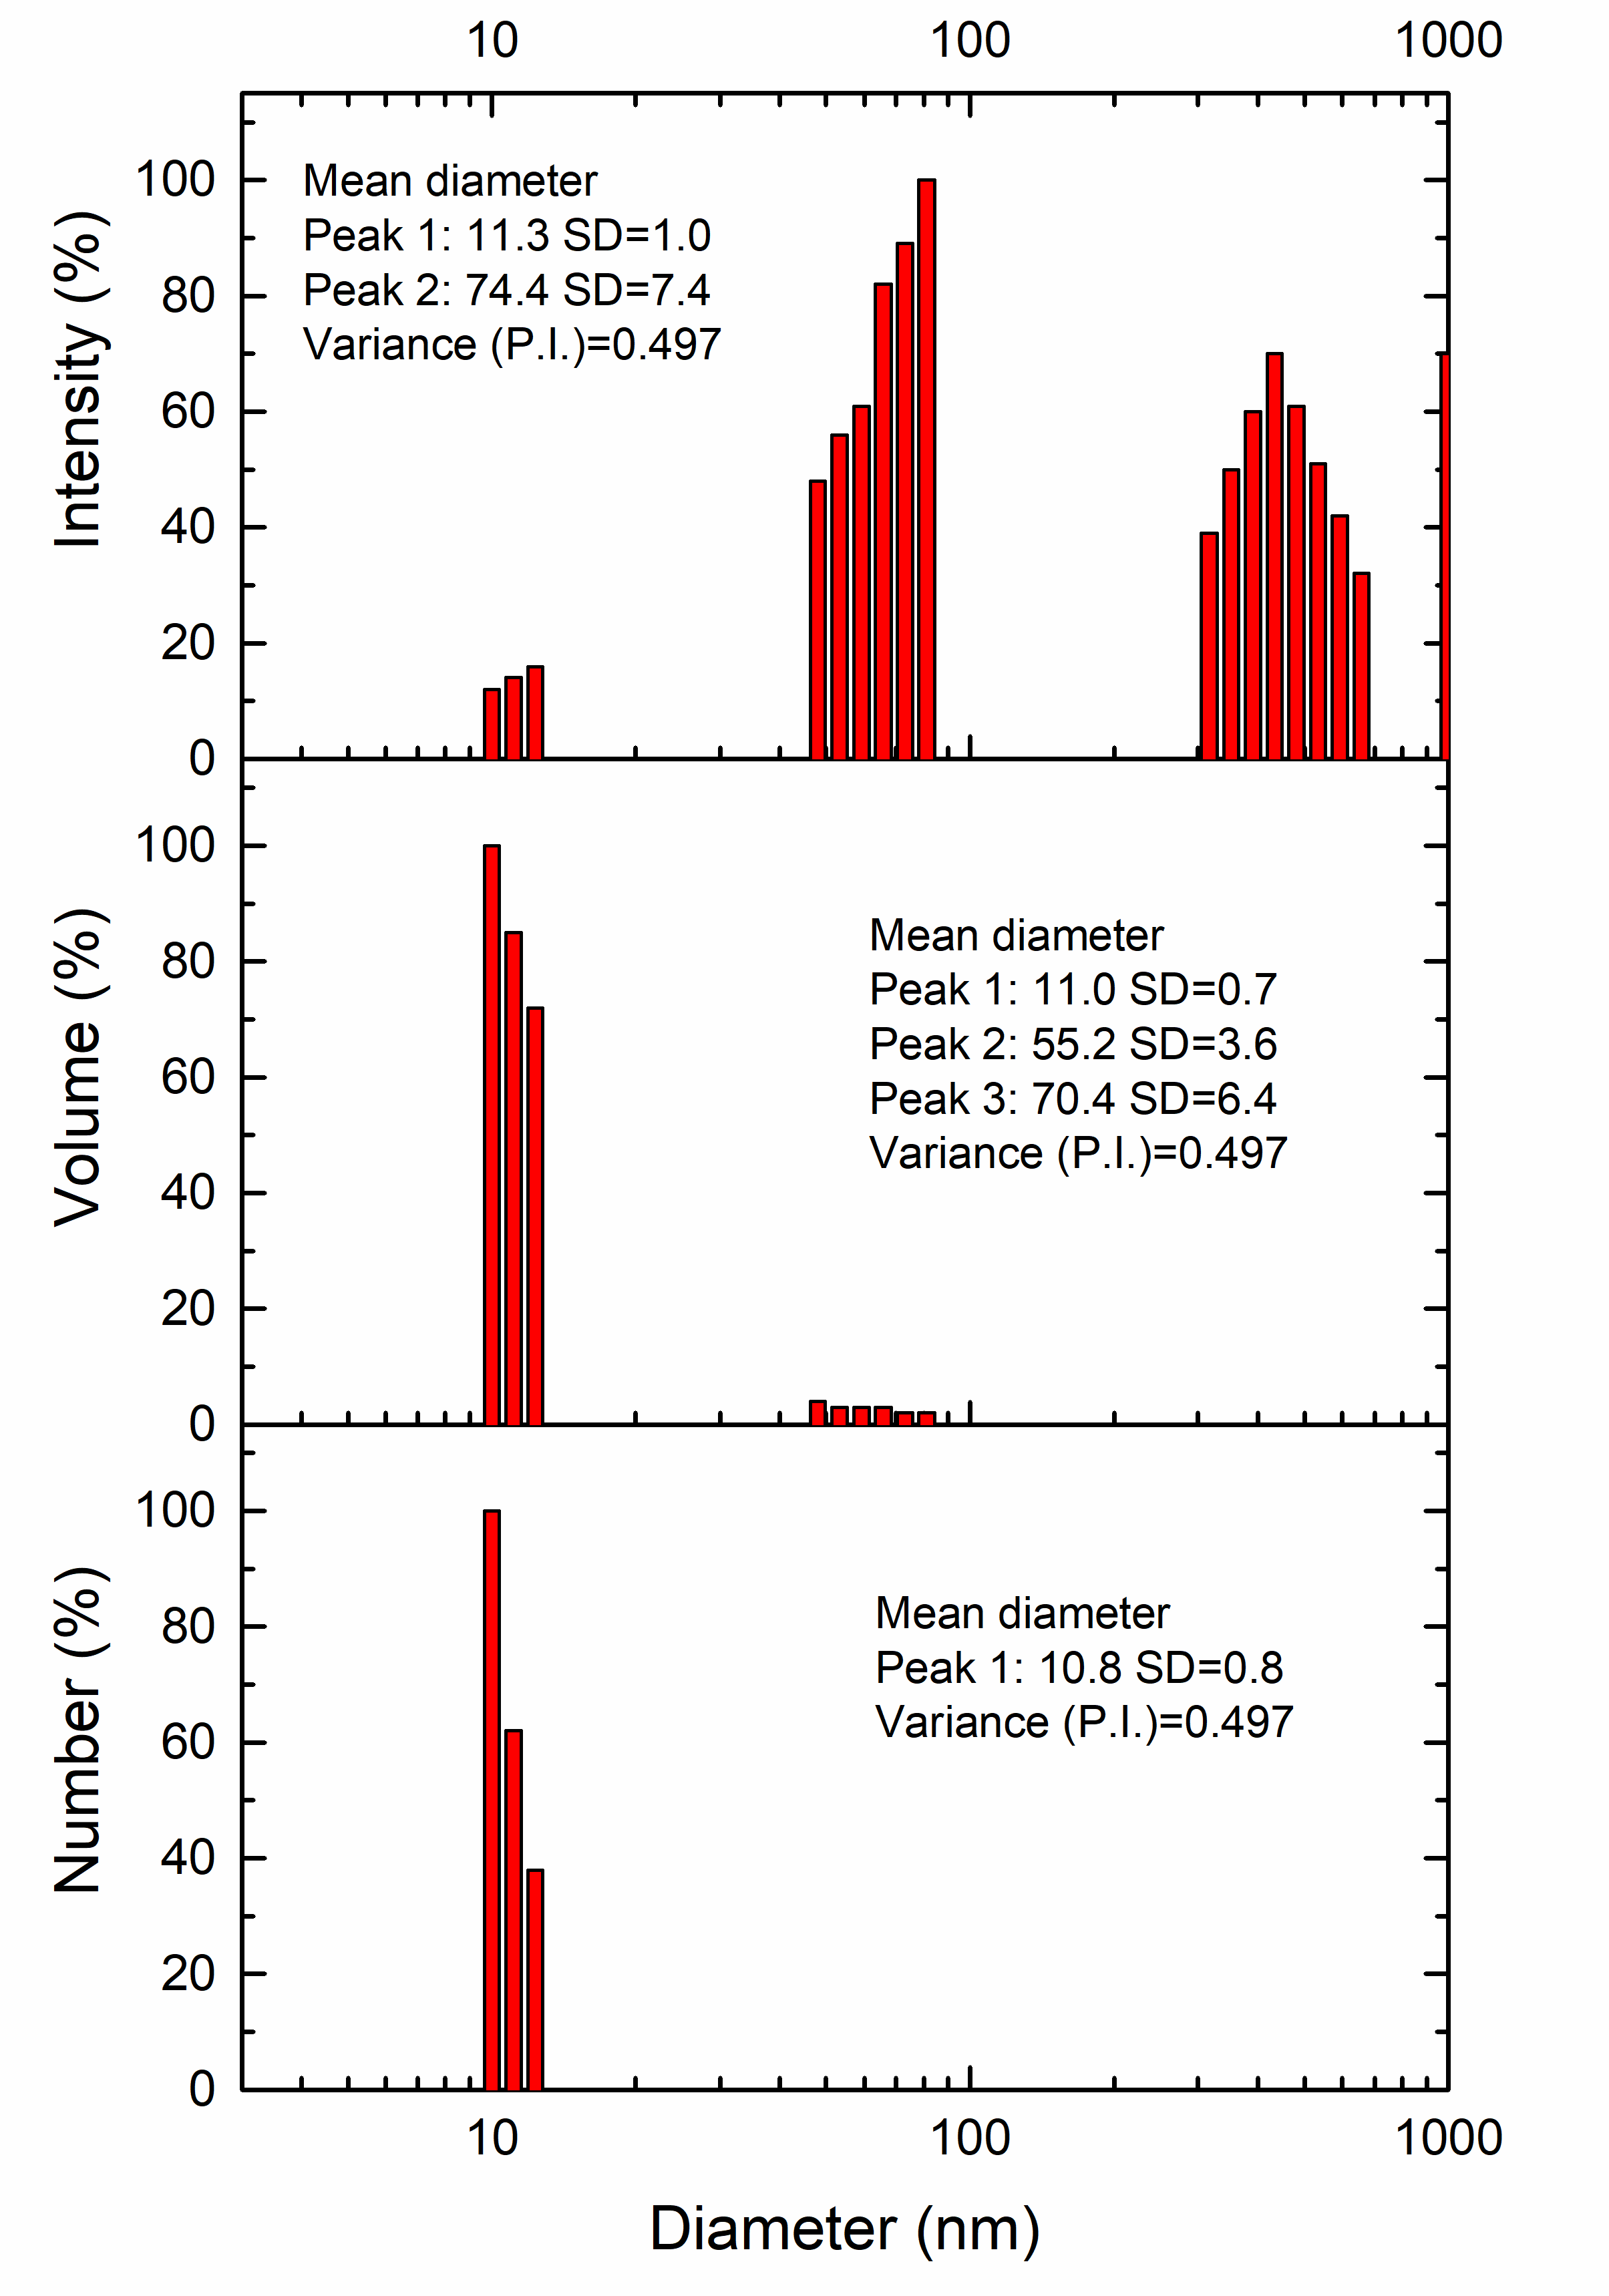 10 100 1000
Intensity (%)
100
80
60
40
20
0
Mean diameter
Peak 1: 11.3 SD=1.0
Peak 2: 74.4 SD=7.4
Variance (P.I.)=0.497
Volume (%)
100
80
60
40
20
0
Mean diameter
Peak 1: 11.0 SD=0.7
Peak 2: 55.2 SD=3.6
Peak 3: 70.4 SD=6.4
Variance (P.I.)=0.497
Number (%)
100
80
60
40
20
0
Mean diameter
Peak 1: 10.8 SD=0.8
Variance (P.I.)=0.497
10 100 1000
Diameter (nm)